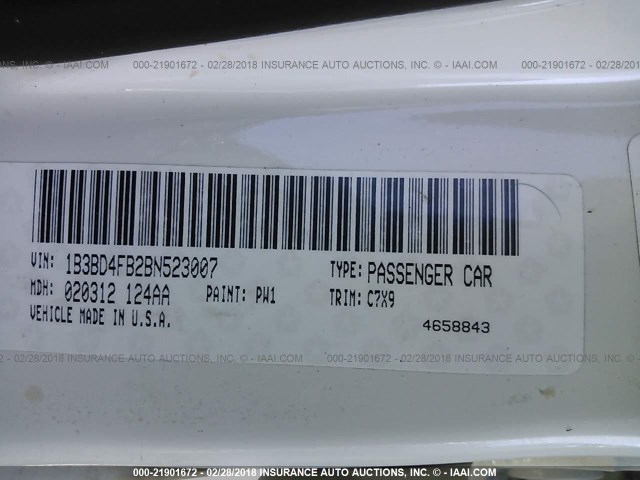 000-21901672 - 02/28/2018 INSURANCE AUTO AUCTIONS, INC. © - IAAI.COM
VIN: 1B3BD4FB2BN523007 TYPE: PASSENGER CAR
MDH: 020312 124AA PAINT: PW1 TRIM: C7X9
VEHICLE MADE IN U.S.A. 4658843
000-21901672 - 02/28/2018 INSURANCE AUTO AUCTIONS, INC. © - IAAI.COM
000-21901672 - 02/28/2018 INSURANCE AUTO AUCTIONS, INC. © - IAAI.COM